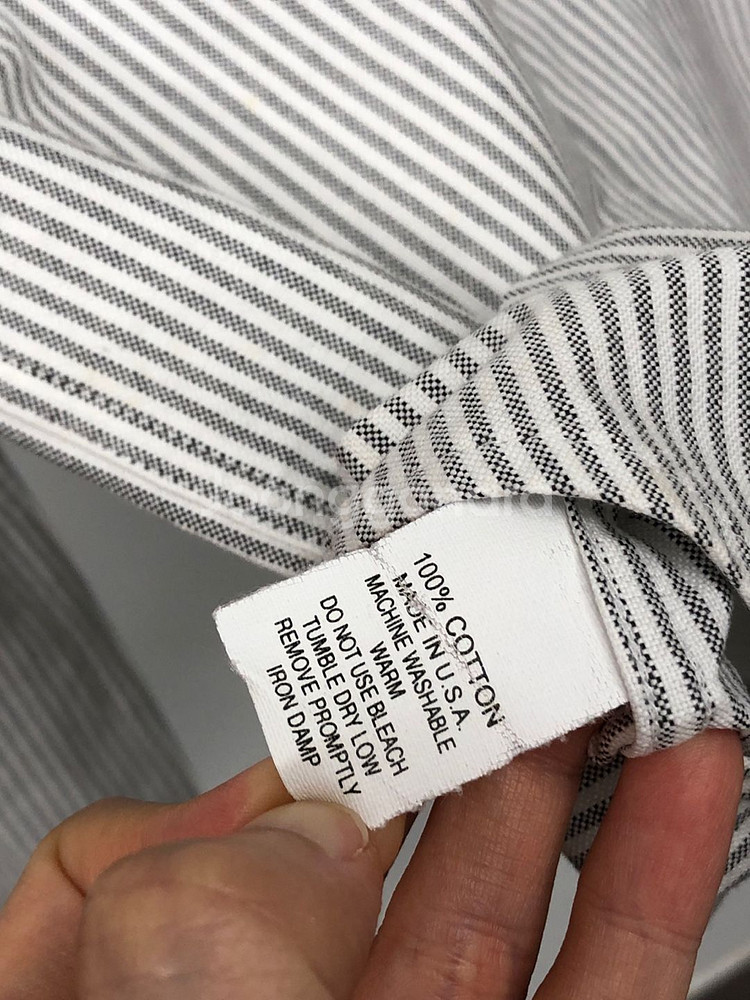 100% COTTON
MADE IN U.S.A.
MACHINE WASHABLE
WARM
DO NOT USE BLEACH
TUMBLE DRY LOW
REMOVE PROMPTLY
IRON DAMP